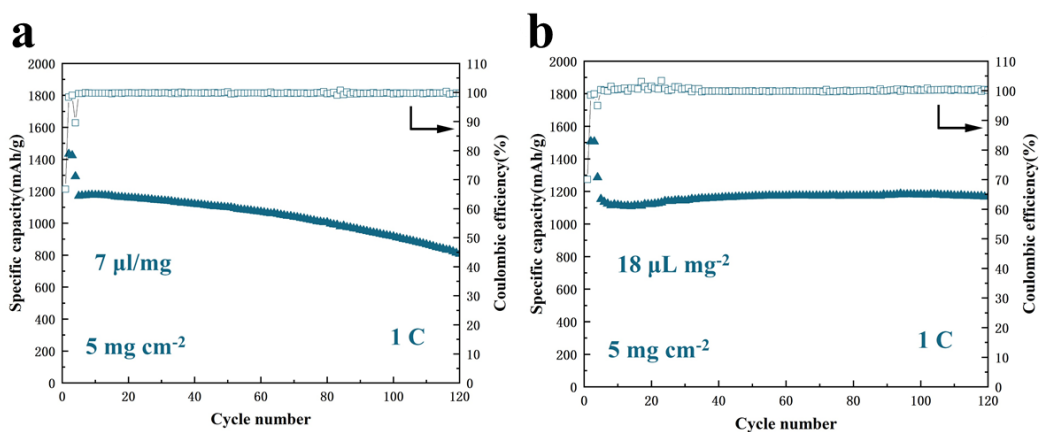 a
2000
1800
1600
1400
1200
1000
800
600
400
200
0
Specific capacity(mAh/g)
110
100
90
80
70
60
50
40
30
20
10
0
Coulombic efficiency(%)
7 μl/mg
5 mg cm⁻²
1 C
0 20 40 60 80 100 120
Cycle number
b
2000
1800
1600
1400
1200
1000
800
600
400
200
0
Specific capacity(mAh/g)
110
100
90
80
70
60
50
40
30
20
10
0
Coulombic efficiency(%)
18 μL mg⁻²
5 mg cm⁻²
1 C
0 20 40 60 80 100 120
Cycle number